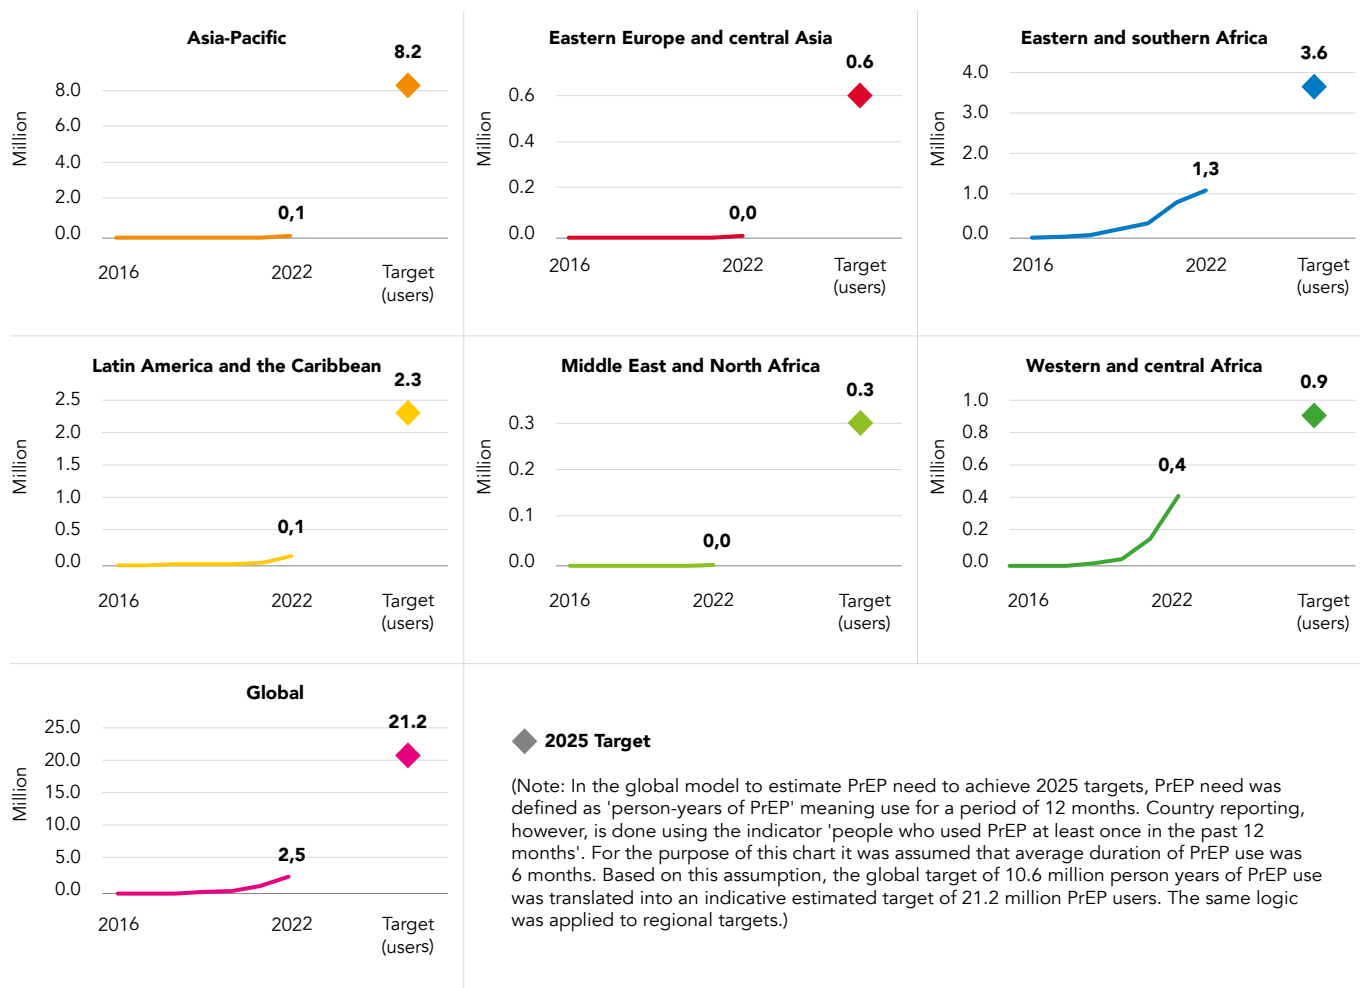 Asia-Pacific
8.2
Million
8.0
6.0
4.0
2.0
0.0
0,1
2016
2022
Target
(users)
Eastern Europe and central Asia
0.6
Million
0.6
0.4
0.2
0.0
0,0
2016
2022
Target
(users)
Eastern and southern Africa
3.6
Million
4.0
3.0
2.0
1.0
0.0
1,3
2016
2022
Target
(users)
Latin America and the Caribbean
2.3
Million
2.5
2.0
1.5
1.0
0.5
0.0
0,1
2016
2022
Target
(users)
Middle East and North Africa
0.3
Million
0.3
0.2
0.1
0.0
0,0
2016
2022
Target
(users)
Western and central Africa
0.9
Million
1.0
0.8
0.6
0.4
0.2
0.0
0,4
2016
2022
Target
(users)
Global
21.2
Million
25.0
20.0
15.0
10.0
5.0
0.0
2,5
2016
2022
Target
(users)
2025 Target
(Note: In the global model to estimate PrEP need to achieve 2025 targets, PrEP need was
defined as 'person-years of PrEP' meaning use for a period of 12 months. Country reporting,
however, is done using the indicator 'people who used PrEP at least once in the past 12
months'. For the purpose of this chart it was assumed that average duration of PrEP use was
6 months. Based on this assumption, the global target of 10.6 million person years of PrEP use
was translated into an indicative estimated target of 21.2 million PrEP users. The same logic
was applied to regional targets.)